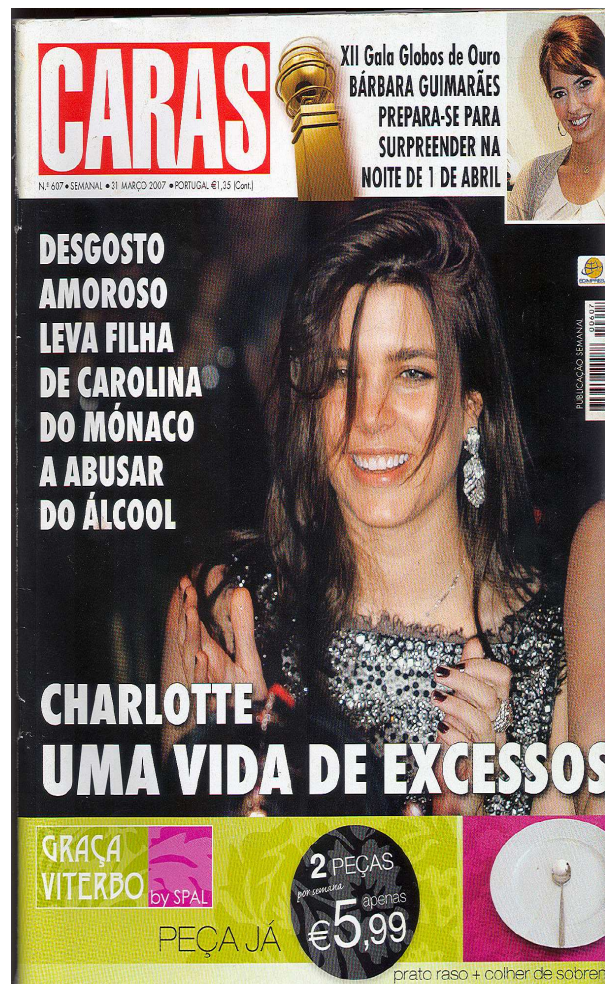 CARAS
N.º 607 • SEMANAL • 31 MARÇO 2007 • PORTUGAL €1,35 (Cont.)
XII Gala Globos de Ouro
BÁRBARA GUIMARÃES
PREPARA-SE PARA
SURPREENDER NA
NOITE DE 1 DE ABRIL
DESGOSTO
AMOROSO
LEVA FILHA
DE CAROLINA
DO MÓNACO
A ABUSAR
DO ÁLCOOL
EDIMPRESA
00607
PUBLICAÇÃO SEMANAL
CHARLOTTE
UMA VIDA DE EXCESSOS
GRAÇA
VITERBO
by SPAL
PEÇA JÁ
2 PEÇAS
por semana
apenas
€5,99
prato raso + colher de sobrem